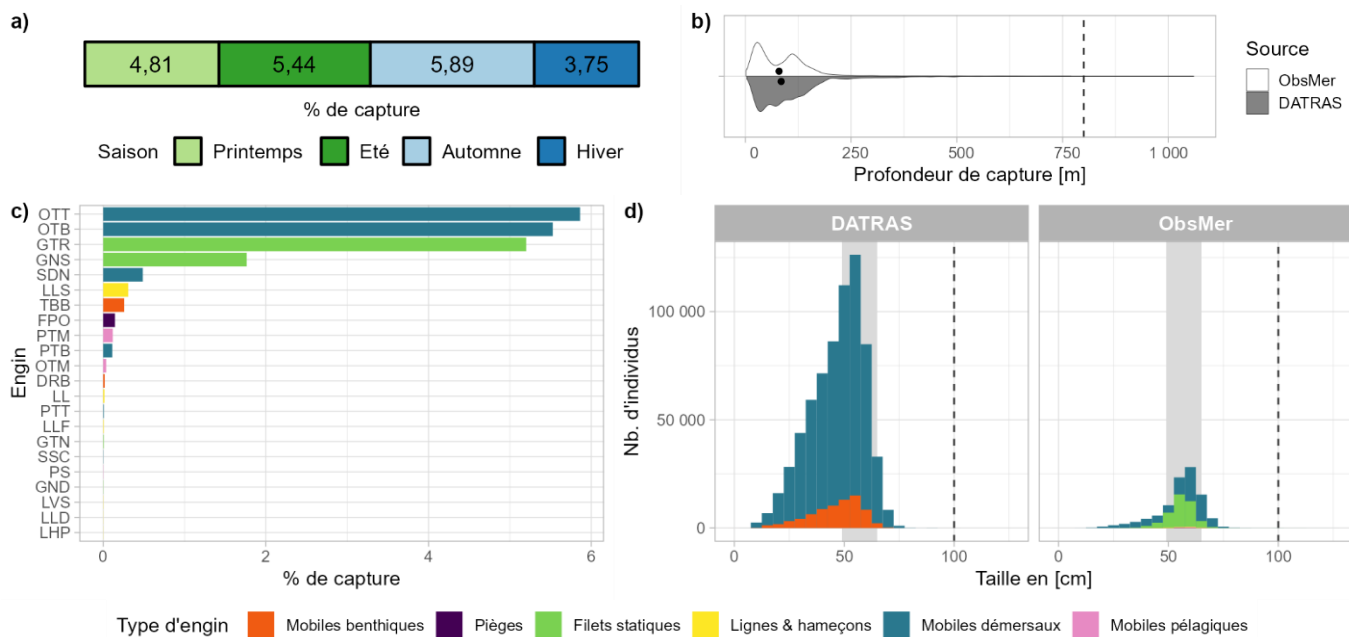 a)
4,81 5,44 5,89 3,75
% de capture
Saison Printemps Eté Automne Hiver
b)
0 250 500 750 1 000
Profondeur de capture [m]
Source
ObsMer
DATRAS
c)
OTT
OTB
GTR
GNS
SDN
LLS
TBB
FPO
PTM
PTB
OTM
DRB
LL
PTT
LLF
GTN
SSC
PS
GND
LVS
LLD
LHP
Engin
0 2 4 6
% de capture
d)
DATRAS ObsMer
100 000
50 000
0
Nb. d'individus
0 50 100 0 50 100
Taille en [cm]
Type d'engin Mobiles benthiques Pièges Filets statiques Lignes & hameçons Mobiles démersaux Mobiles pélagiques